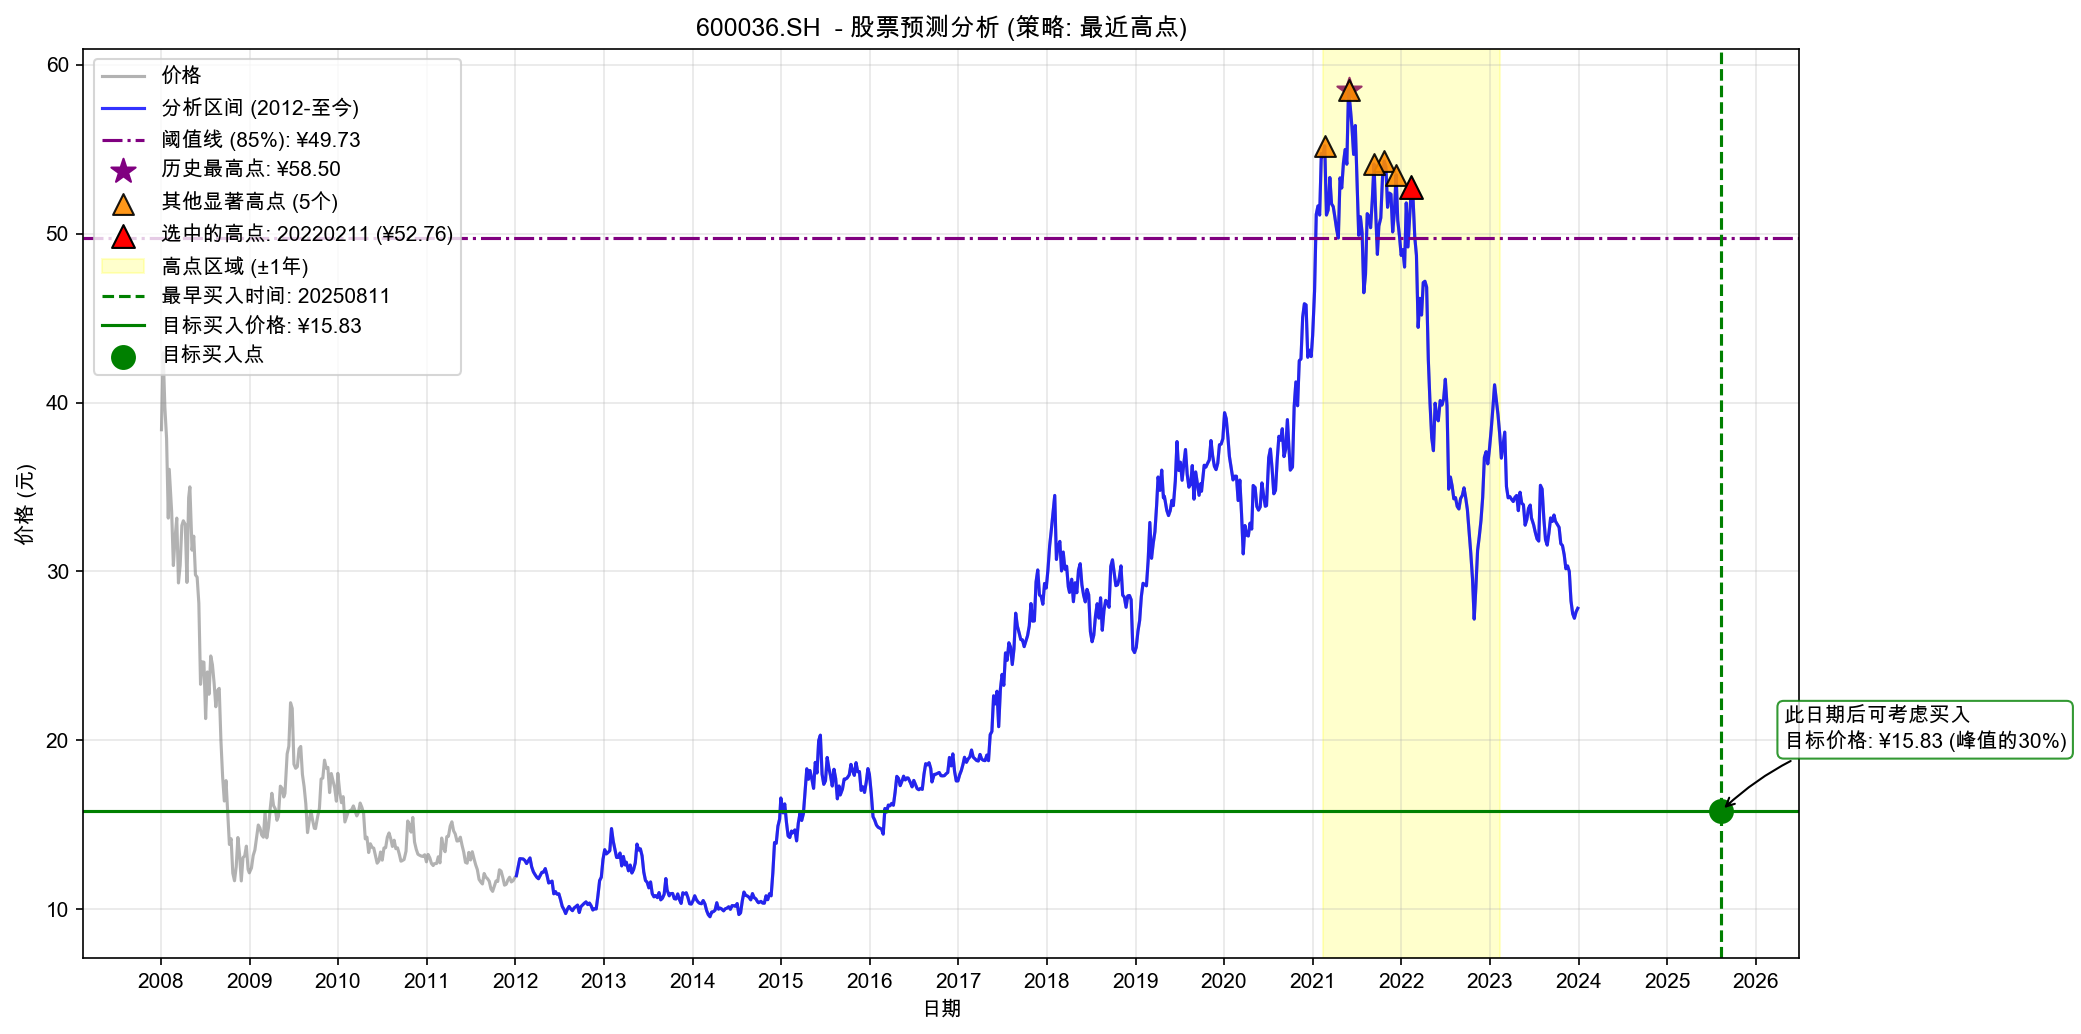 600036.SH - 股票预测分析 (策略: 最近高点)
价格
分析区间 (2012-至今)
阈值线 (85%): ¥49.73
历史最高点: ¥58.50
其他显著高点 (5个)
选中的高点: 20220211 (¥52.76)
高点区域 (±1年)
最早买入时间: 20250811
目标买入价格: ¥15.83
目标买入点
60
50
40
30
20
10
价格 (元)
此日期后可考虑买入
目标价格: ¥15.83 (峰值的30%)
2008 2009 2010 2011 2012 2013 2014 2015 2016 2017 2018 2019 2020 2021 2022 2023 2024 2025 2026
日期